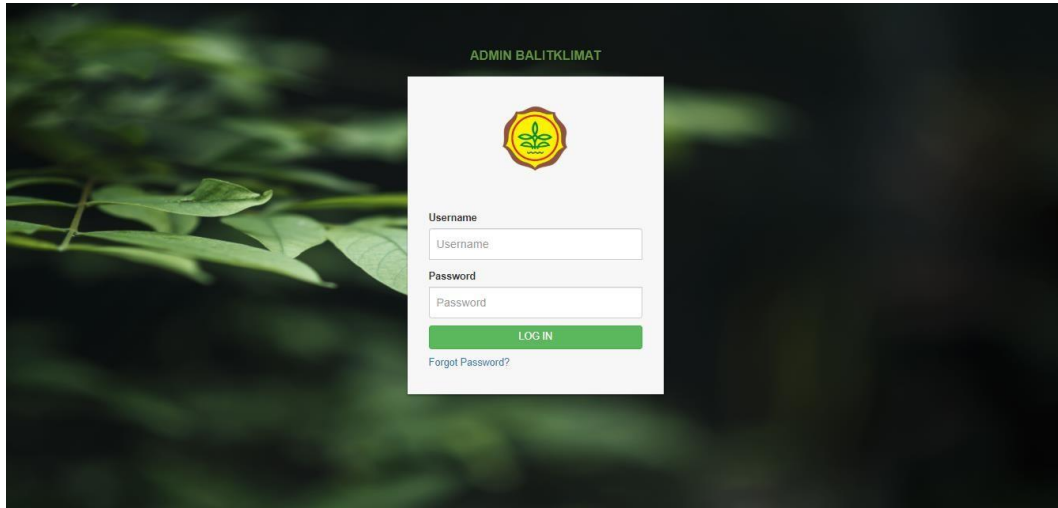 ADMIN BALITKLIMAT
Username
Username
Password
Password
LOG IN
Forgot Password?